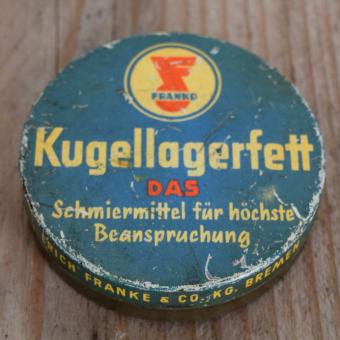 FRANKO
Kugellagerfett
DAS
Schmiermittel für höchste
Beanspruchung
FRANKE & CO. KG. BREMEN